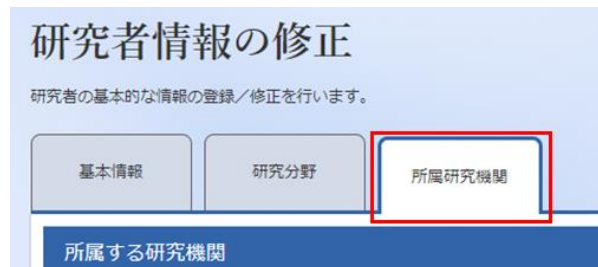 研究者情報の修正
研究者の基本的な情報の登録／修正を行います。
基本情報 研究分野 所属研究機関
所属する研究機関